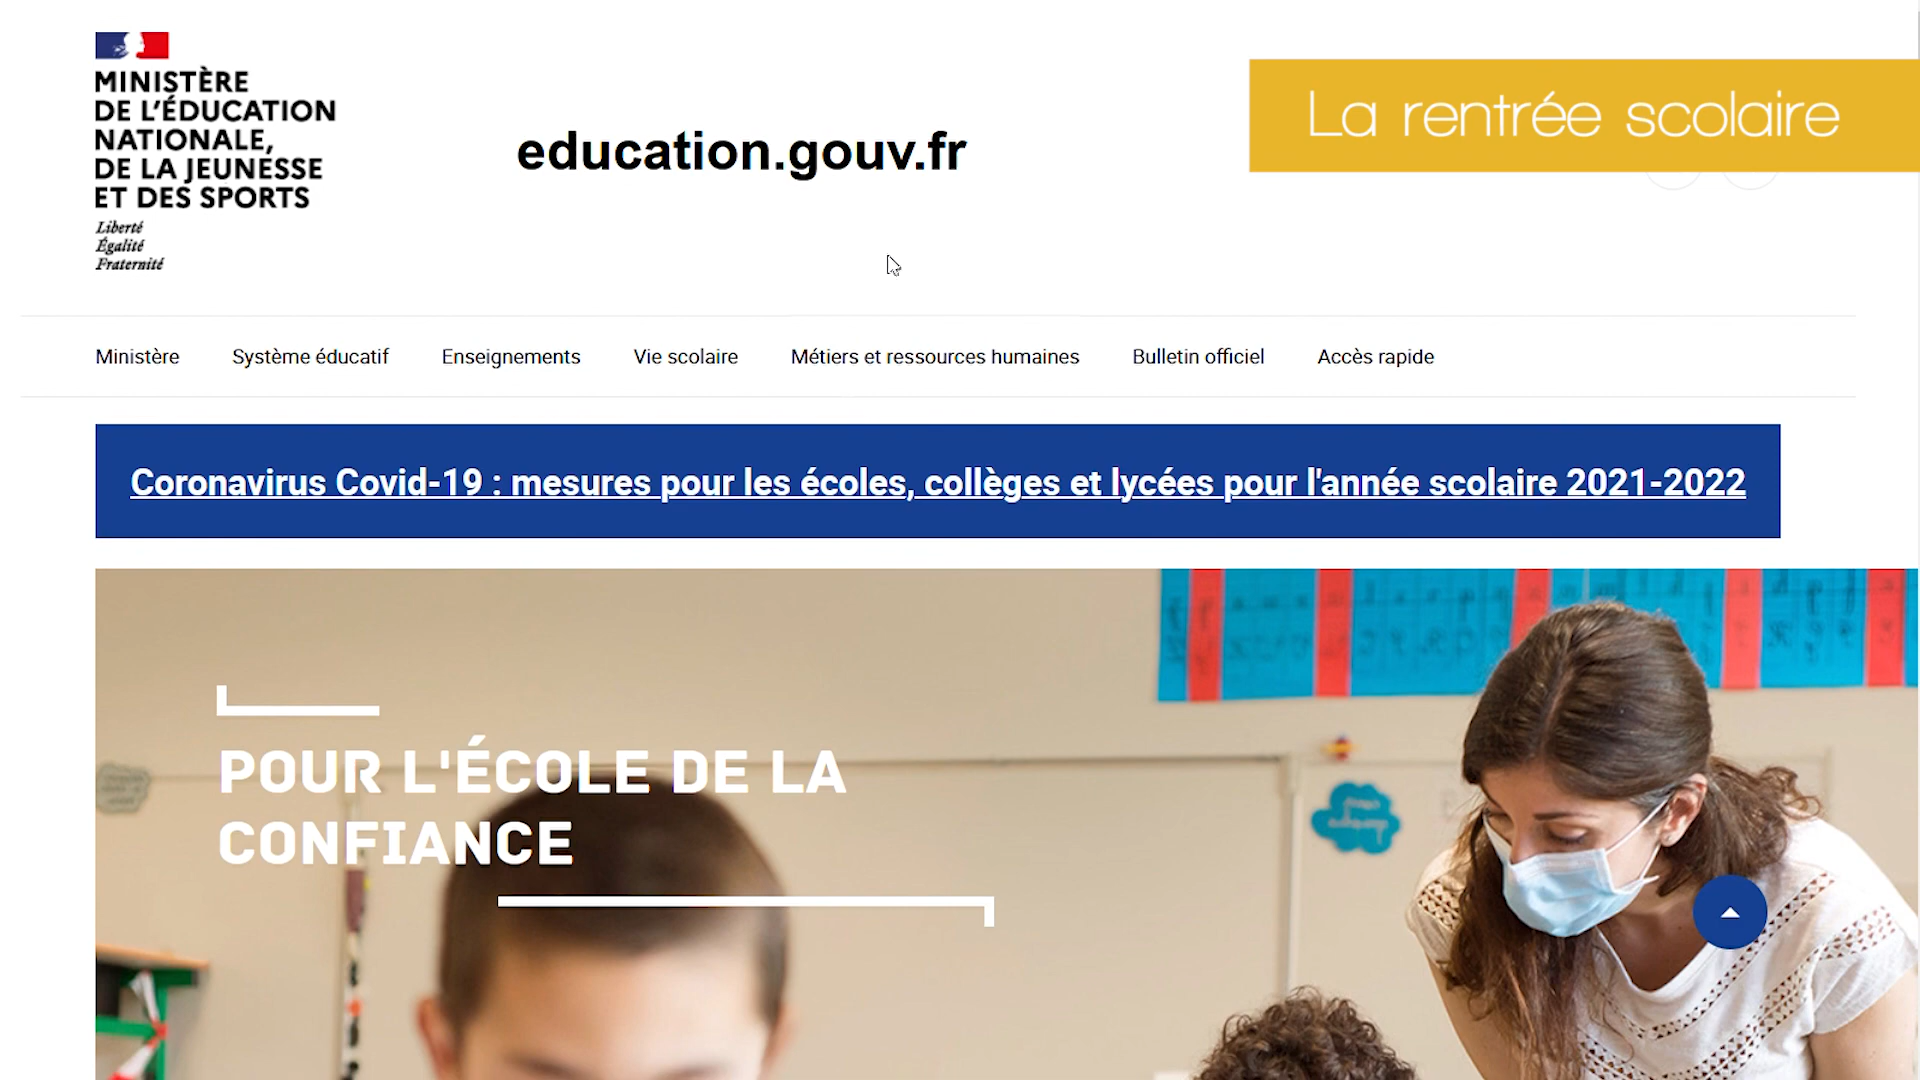 MINISTÈRE
DE L'ÉDUCATION
NATIONALE,
DE LA JEUNESSE
ET DES SPORTS
Liberté
Égalité
Fraternité
education.gouv.fr
La rentrée scolaire
Ministère Système éducatif Enseignements Vie scolaire Métiers et ressources humaines Bulletin officiel Accès rapide
Coronavirus Covid-19 : mesures pour les écoles, collèges et lycées pour l'année scolaire 2021-2022
POUR L'ÉCOLE DE LA
CONFIANCE